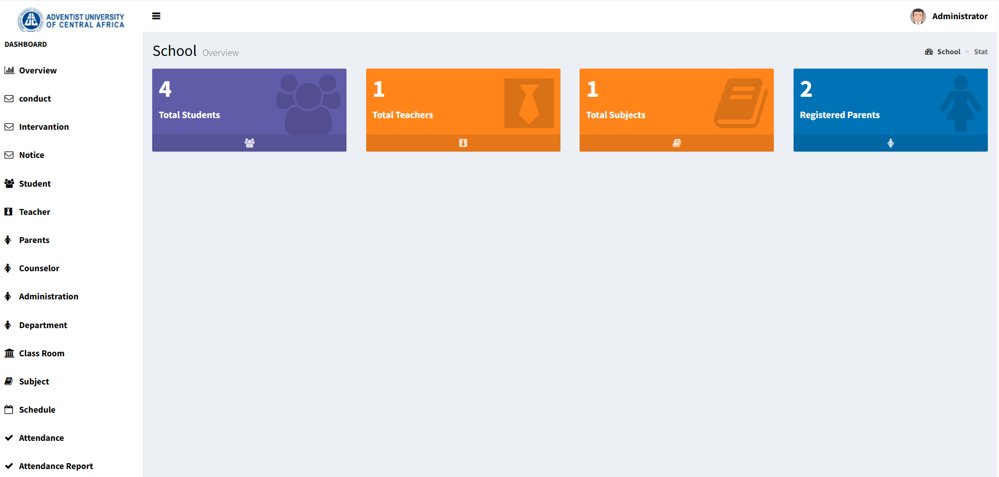 ADVENTIST UNIVERSITY
OF CENTRAL AFRICA
Administrator
DASHBOARD
Overview
conduct
Intervantion
Notice
Student
Teacher
Parents
Counselor
Administration
Department
Class Room
Subject
Schedule
Attendance
Attendance Report
School Overview
School > Stat
4
Total Students
1
Total Teachers
1
Total Subjects
2
Registered Parents